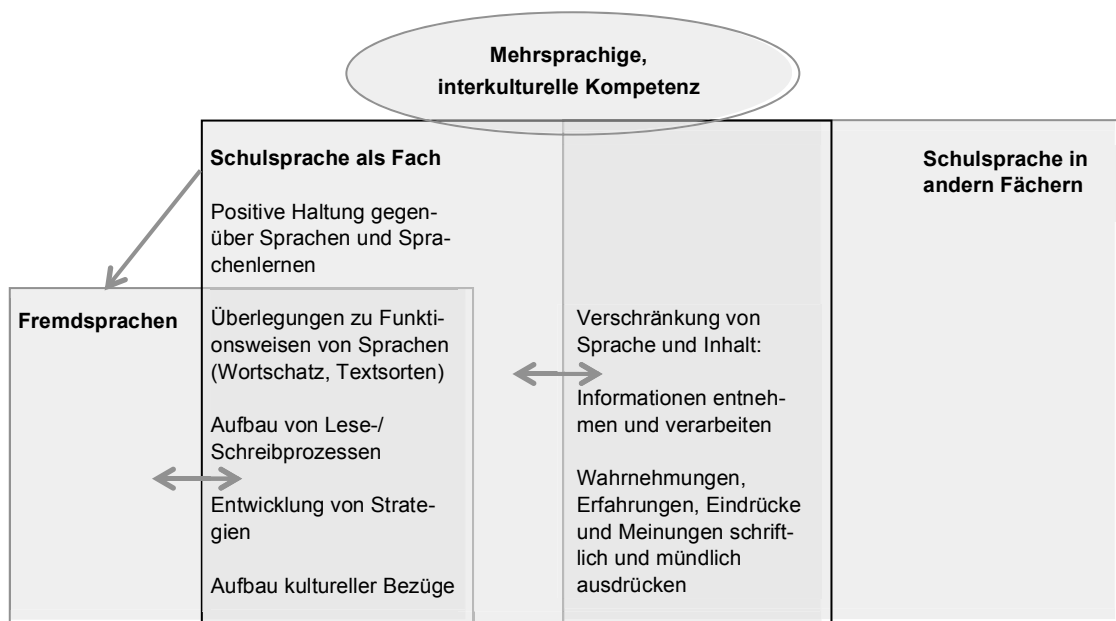 Mehrsprachige,
interkulturelle Kompetenz
Schulsprache als Fach
Positive Haltung gegen-
über Sprachen und Spra-
chenlernen
Schulsprache in
andern Fächern
Fremdsprachen
Überlegungen zu Funkti-
onsweisen von Sprachen
(Wortschatz, Textsorten)
Aufbau von Lese-/
Schreibprozessen
Entwicklung von Strate-
gien
Aufbau kultureller Bezüge
Verschränkung von
Sprache und Inhalt:
Informationen entneh-
men und verarbeiten
Wahrnehmungen,
Erfahrungen, Eindrücke
und Meinungen schrift-
lich und mündlich
ausdrücken